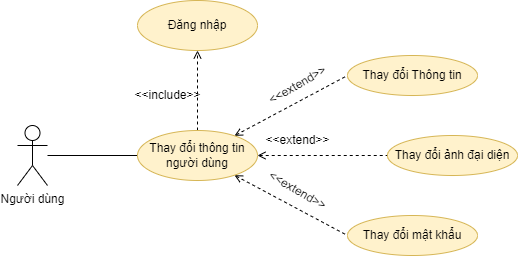 Đăng nhập
<<include>>
<<extend>>
Thay đổi Thông tin
Thay đổi thông tin
người dùng
<<extend>>
Thay đổi ảnh đại diện
Người dùng
<<extend>>
Thay đổi mật khẩu